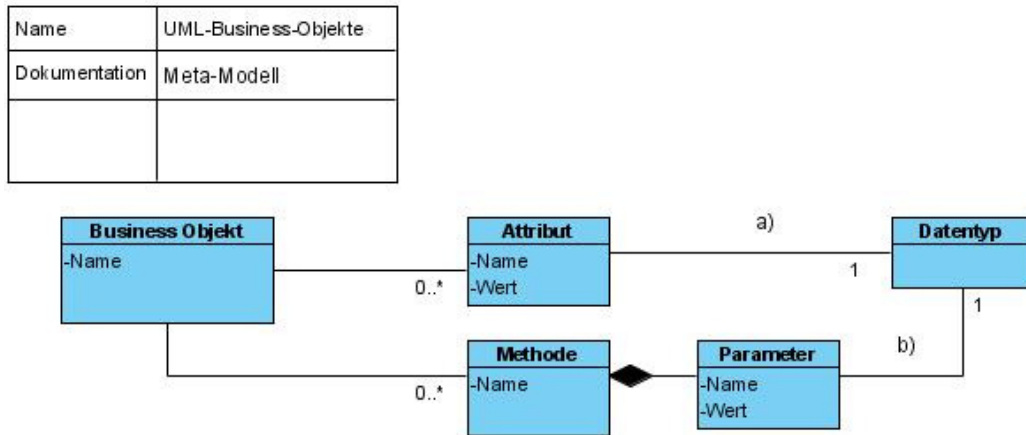 Name UML-Business-Objekte
Dokumentation Meta-Modell
Business Objekt
-Name
0..*
0..*
Attribut
-Name
-Wert
a)
1
Datentyp
1
b)
Methode
-Name
Parameter
-Name
-Wert